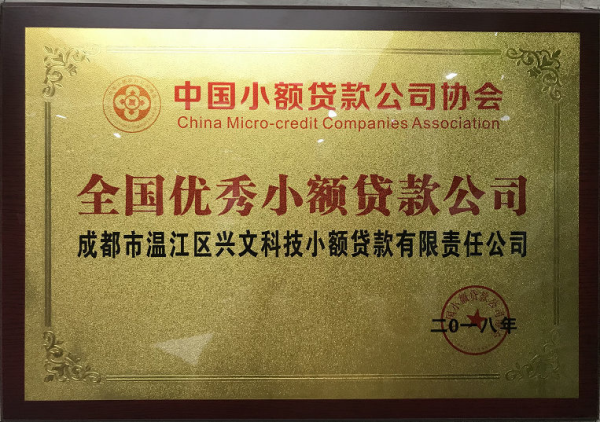 中国小额贷款公司协会
China Micro-credit Companies Association
全国优秀小额贷款公司
成都市温江区兴文科技小额贷款有限责任公司
二0一八年